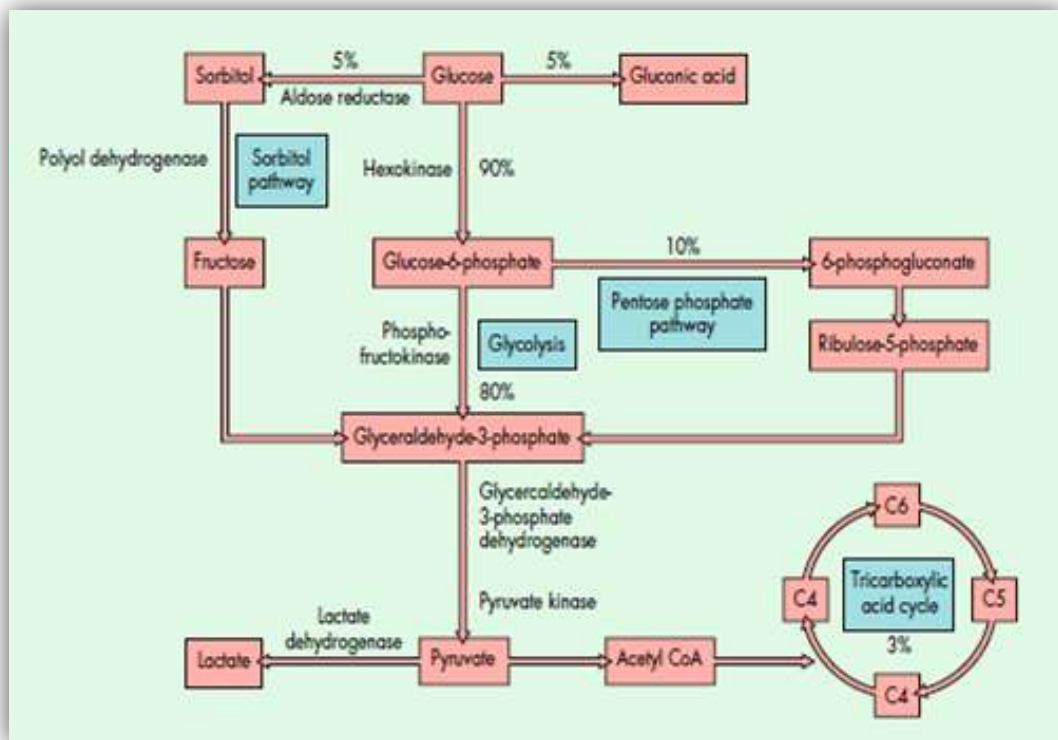 5%
5%
Sorbitol
Glucose
Gluconic acid
Aldose reductase
Polyol dehydrogenase
Sorbitol
pathway
Hexokinase
90%
10%
Fructose
Glucose-6-phosphate
6-phosphogluconate
Pentose phosphate
pathway
Phospho-
fructokinase
Glycolysis
Ribulose-5-phosphate
80%
Glyceraldehyde-3-phosphate
Glycercaldehyde-
3-phosphate
dehydrogenase
C6
Tricarboxylic
acid cycle
C4
C5
Pyruvate kinase
3%
Lactate
dehydrogenase
Lactate
Pyruvate
Acetyl CoA
C4